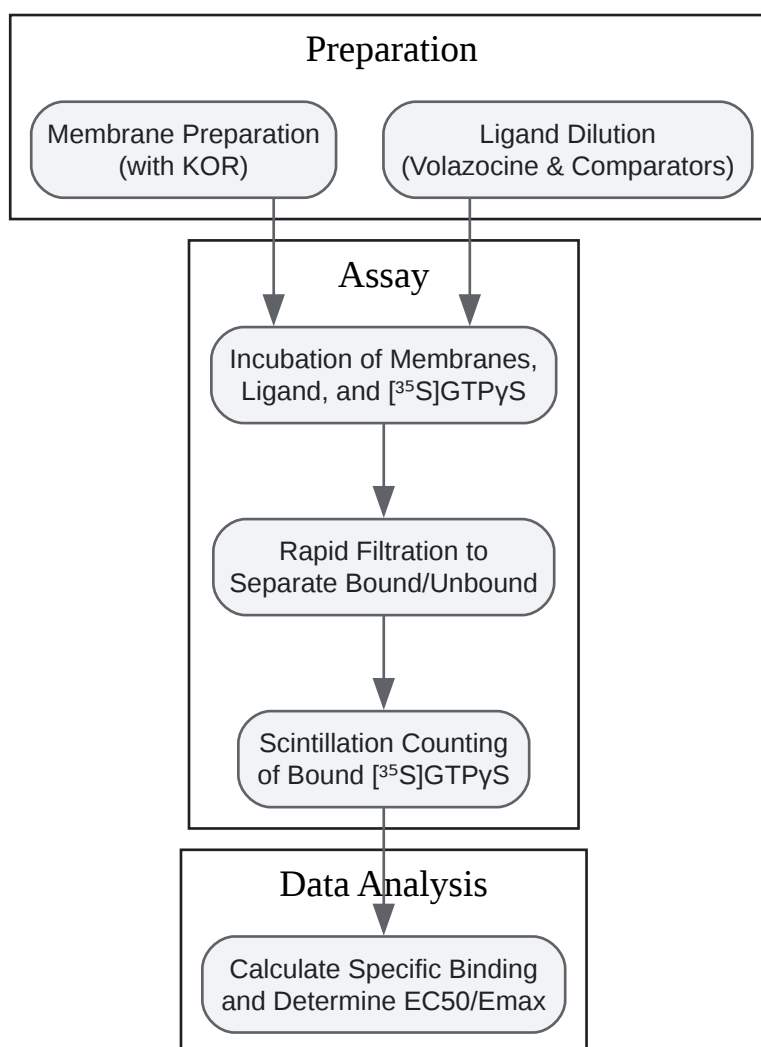 Preparation
Membrane Preparation
(with KOR)
Ligand Dilution
(Volazocine & Comparators)
Assay
Incubation of Membranes,
Ligand, and [³⁵S]GTPγS
Rapid Filtration to
Separate Bound/Unbound
Scintillation Counting
of Bound [³⁵S]GTPγS
Data Analysis
Calculate Specific Binding
and Determine EC50/Emax